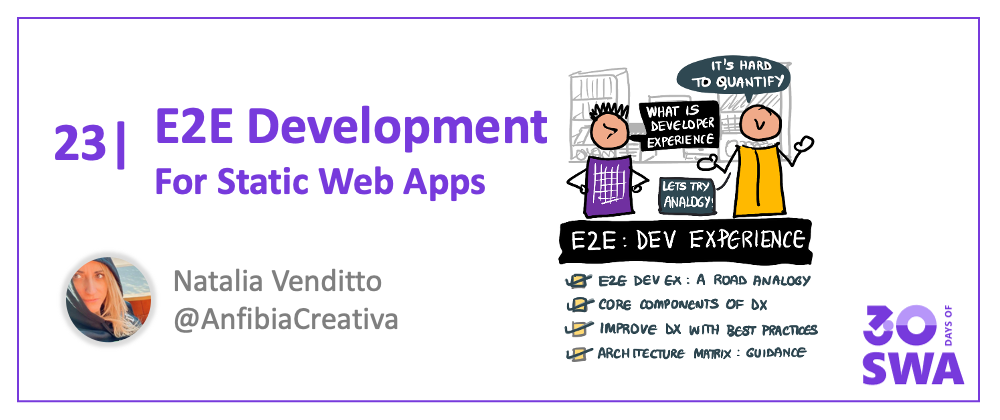 23|
E2E Development
For Static Web Apps
Natalia Venditto
@AnfibiaCreativa
IT'S HARD
TO QUANTIFY
WHAT IS
DEVELOPER
EXPERIENCE
LETS TRY
ANALOGY!
E2E: DEV EXPERIENCE
E2E DEV EX: A ROAD ANALOGY
CORE COMPONENTS OF DX
IMPROVE DX WITH BEST PRACTICES
ARCHITECTURE MATRIX: GUIDANCE
30
DAYS OF
SWA